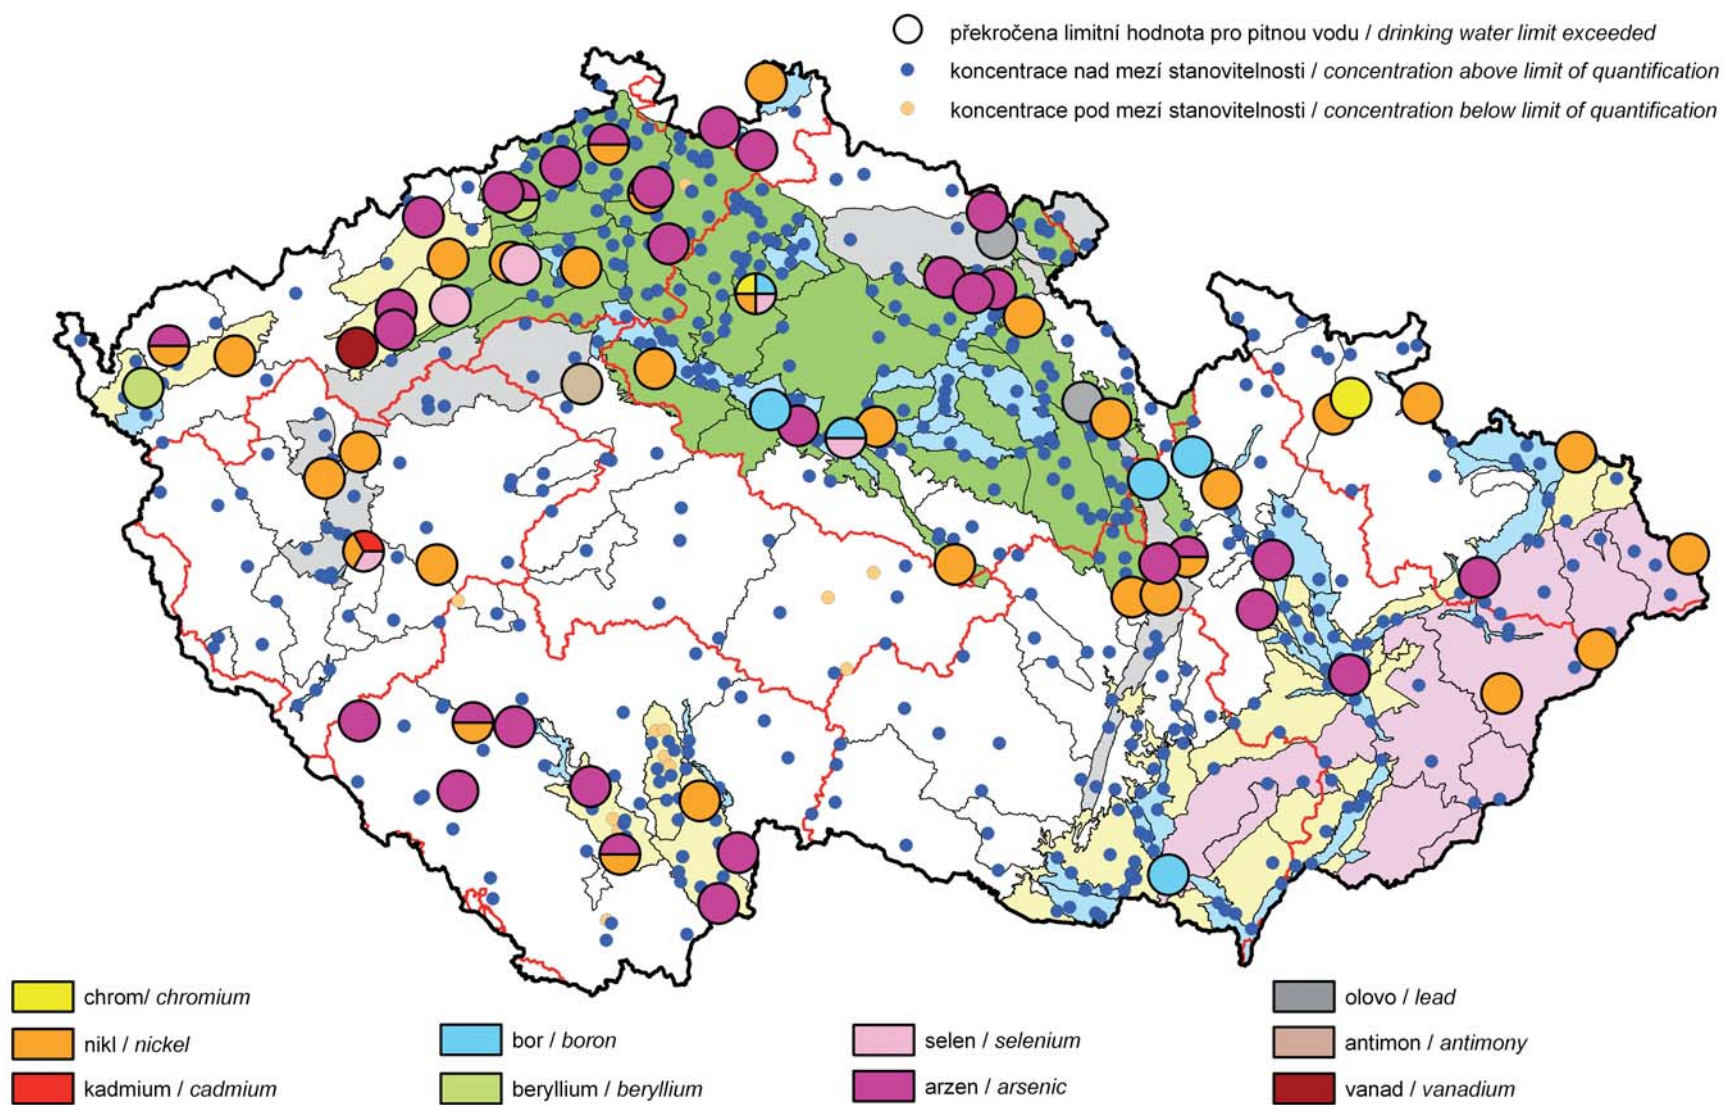 překročena limitní hodnota pro pitnou vodu / drinking water limit exceeded
koncentrace nad mezí stanovitelnosti / concentration above limit of quantification
koncentrace pod mezí stanovitelnosti / concentration below limit of quantification
chrom/ chromium
nikl / nickel
kadmium / cadmium
bor / boron
beryllium / beryllium
selen / selenium
arzen / arsenic
olovo / lead
antimon / antimony
vanad / vanadium